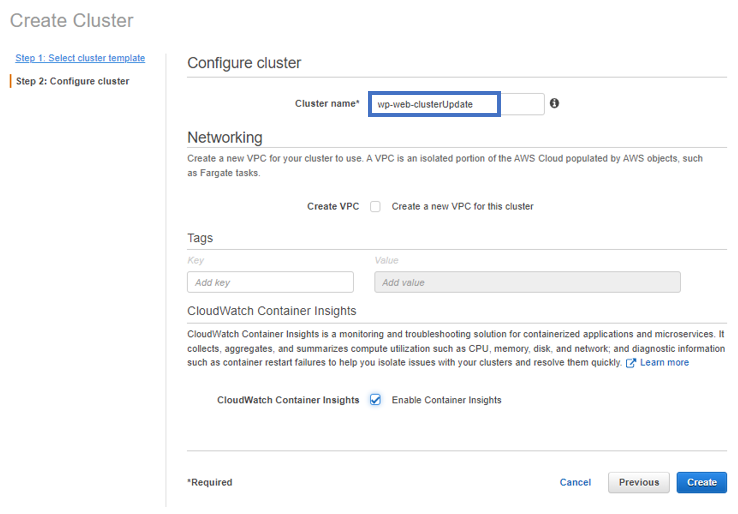 Create Cluster
Step 1: Select cluster template
Step 2: Configure cluster
Configure cluster
Cluster name* wp-web-clusterUpdate
Networking
Create a new VPC for your cluster to use. A VPC is an isolated portion of the AWS Cloud populated by AWS objects, such
as Fargate tasks.
Create VPC Create a new VPC for this cluster
Tags
Key Value
Add key Add value
CloudWatch Container Insights
CloudWatch Container Insights is a monitoring and troubleshooting solution for containerized applications and microservices. It
collects, aggregates, and summarizes compute utilization such as CPU, memory, disk, and network; and diagnostic information
such as container restart failures to help you isolate issues with your clusters and resolve them quickly. Learn more
CloudWatch Container Insights Enable Container Insights
*Required Cancel Previous Create